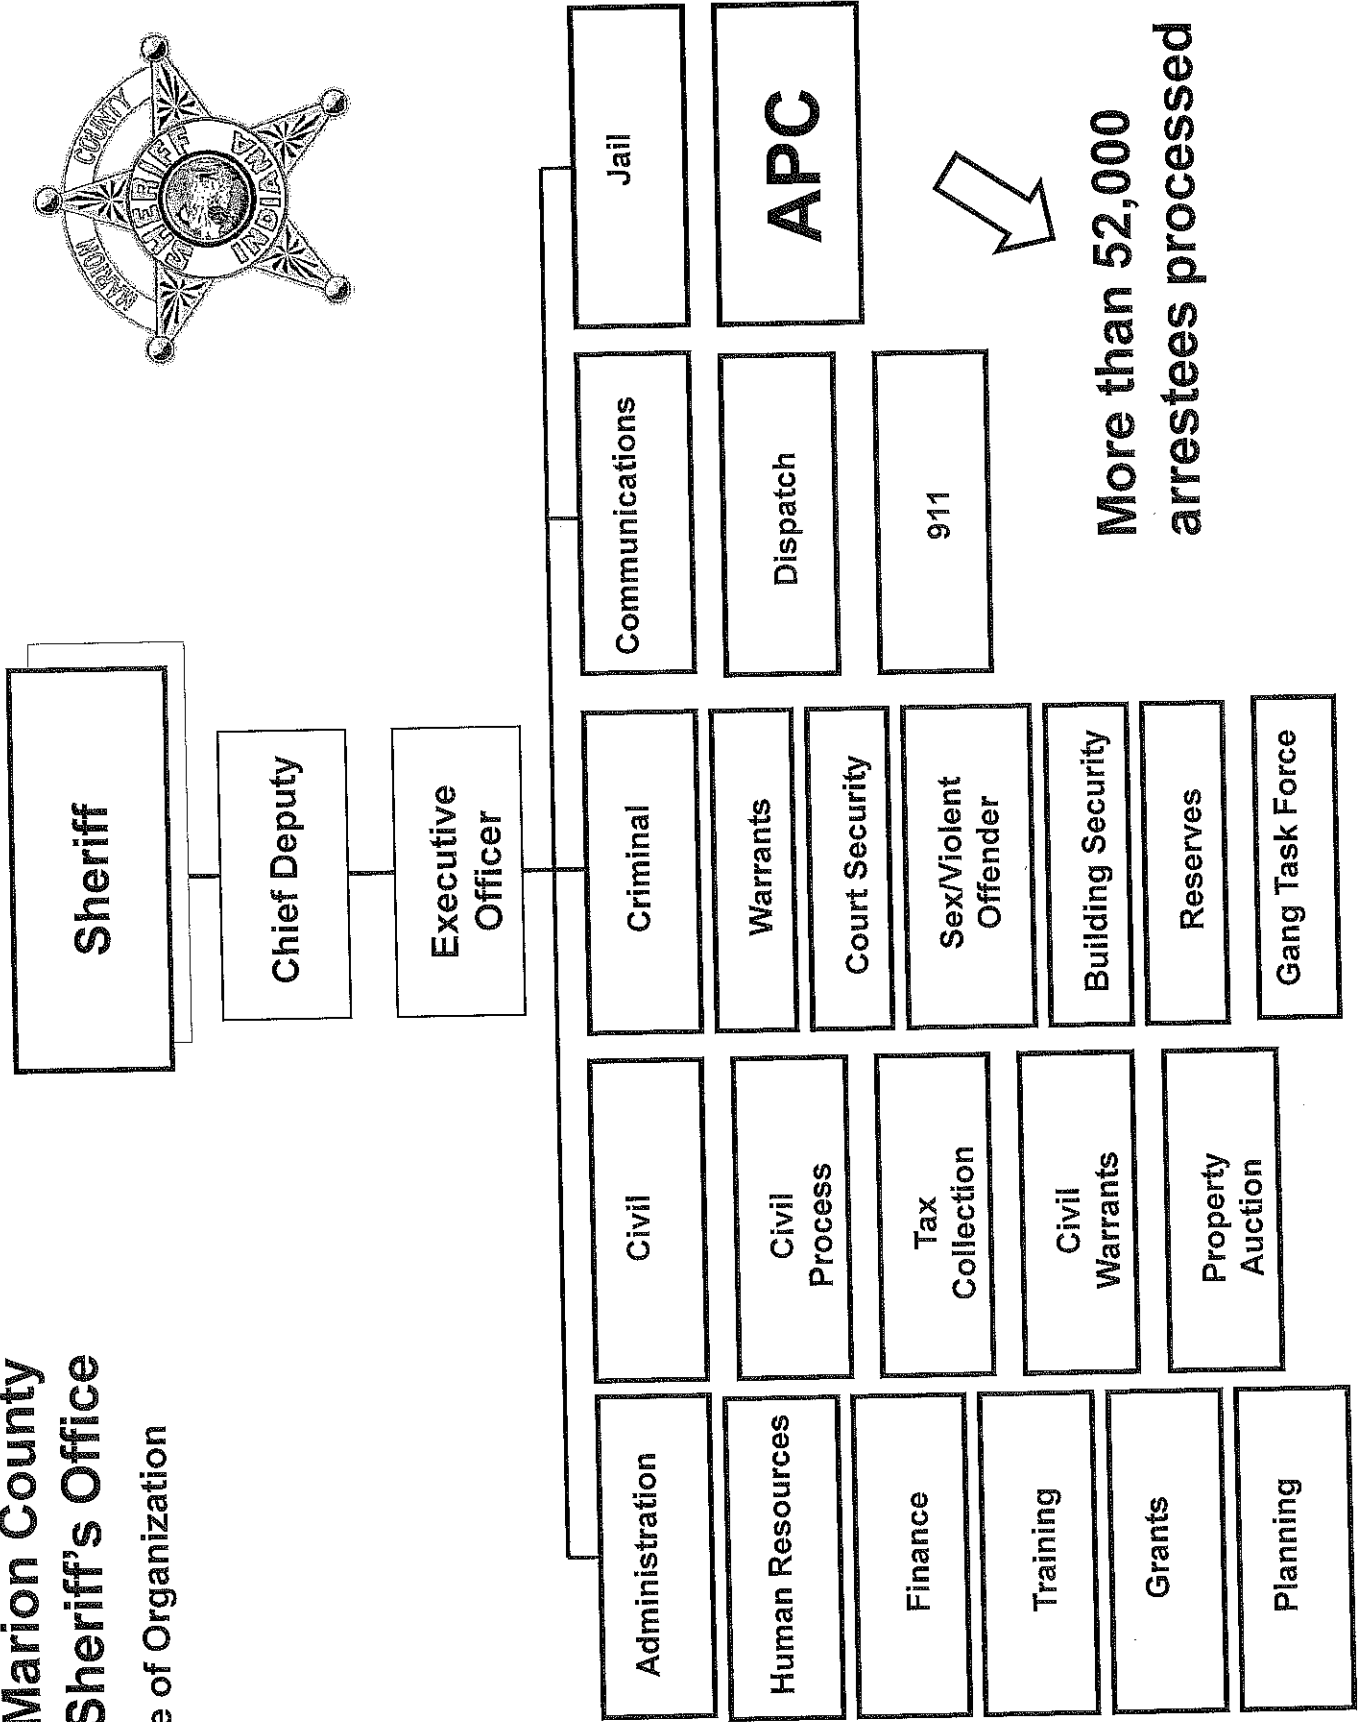 Marion County
Sheriff's Office
e of Organization
MARION COUNTY
SHERIFF
INDIANA
Sheriff
Chief Deputy
Executive
Officer
Administration
Human Resources
Finance
Training
Grants
Planning
Civil
Civil
Process
Tax
Collection
Civil
Warrants
Property
Auction
Criminal
Warrants
Court Security
Sex/Violent
Offender
Building Security
Reserves
Gang Task Force
Communications
Dispatch
911
Jail
APC
More than 52,000
arrestees processed